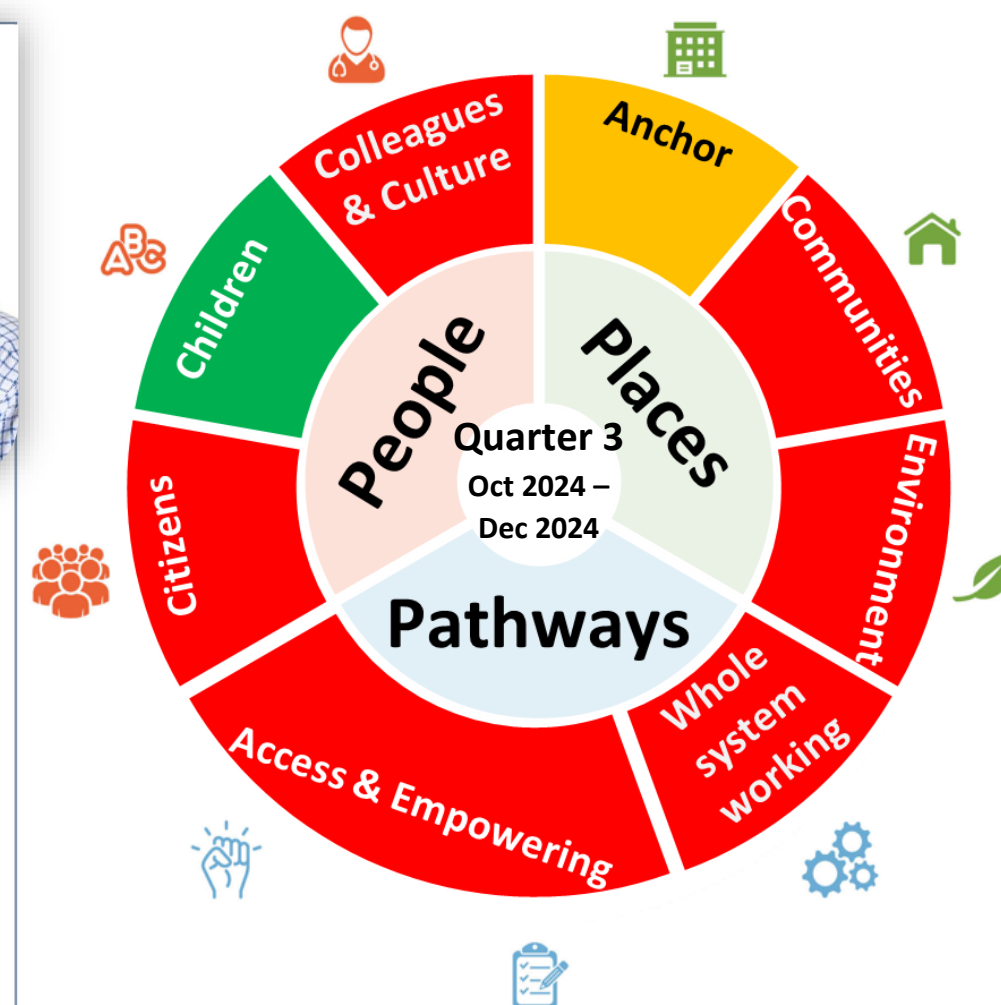 Colleagues
& Culture
Anchor
Communities
Environment
Whole
system
working
Access & Empowering
Citizens
Children
People
Places
Pathways
Quarter 3
Oct 2024 –
Dec 2024
ABC